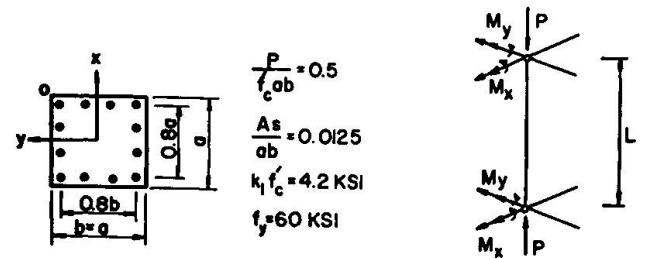 x
o
y
0.8a
a
0.8b
b=a
P
f'c ab
=0.5
As
ab
=0.0125
k₁ f'c=4.2 KSI
fy=60 KSI
My
P
Mx
L
My
Mx
P